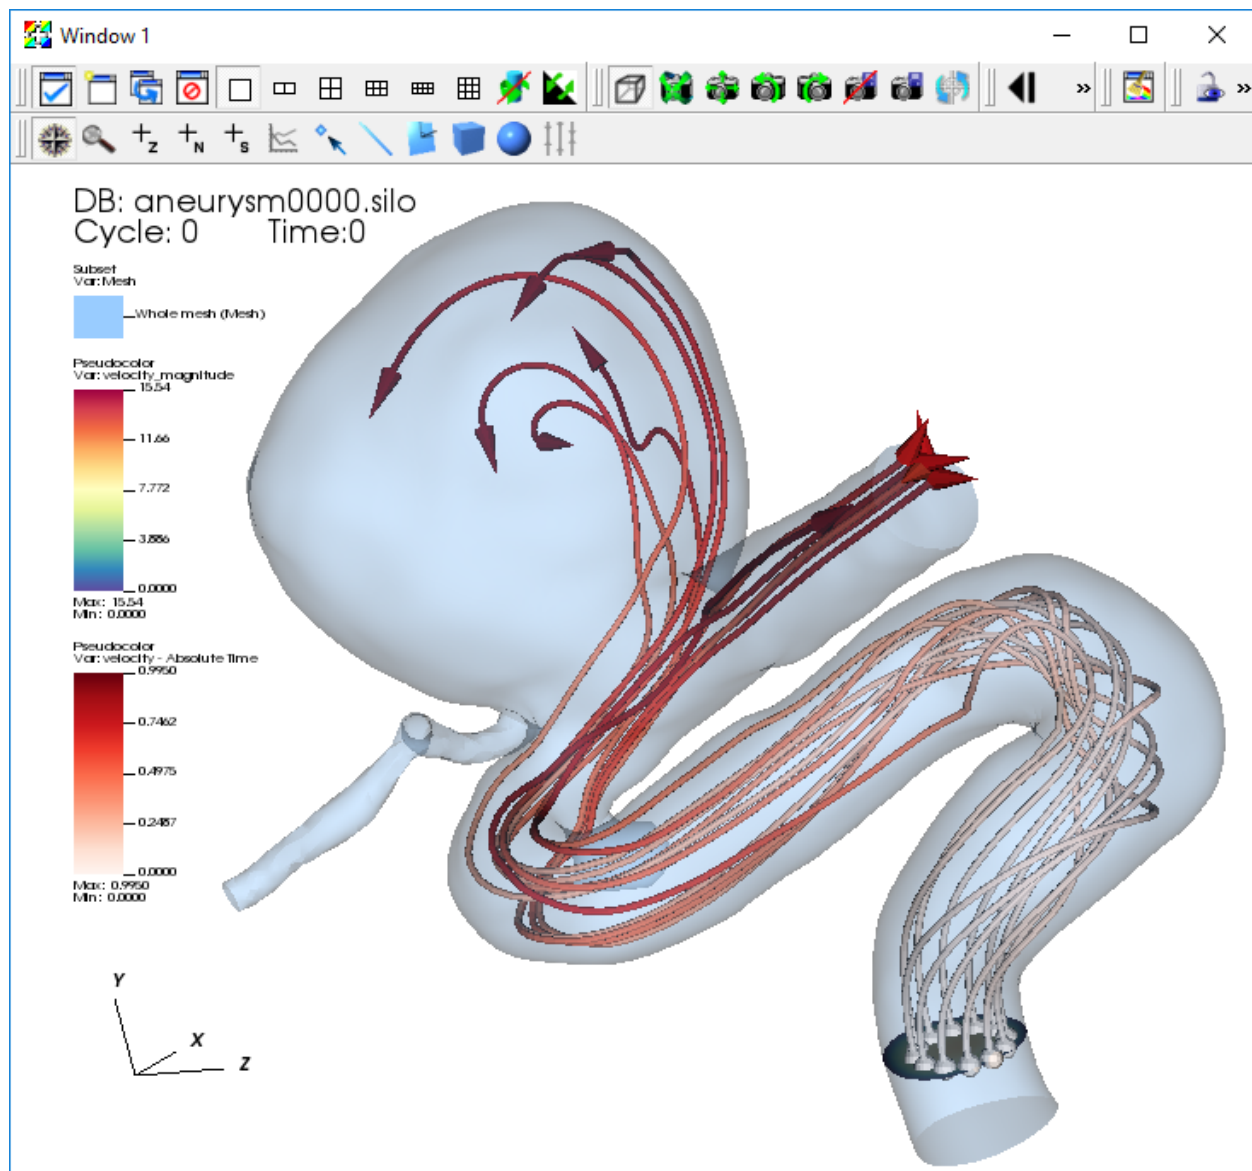 Window 1
Z
N
S
DB: aneurysm0000.silo
Cycle: 0 Time:0
Subset
Var: Mesh
Whole mesh (Mesh)
Pseudocolor
Var: velocity_magnitude
15.54
11.66
7.772
3.886
0.0000
Max: 15.54
Min: 0.0000
Pseudocolor
Var: velocity - Absolute Time
0.9950
0.7462
0.4975
0.2487
0.0000
Max: 0.9950
Min: 0.0000
Y
X
Z